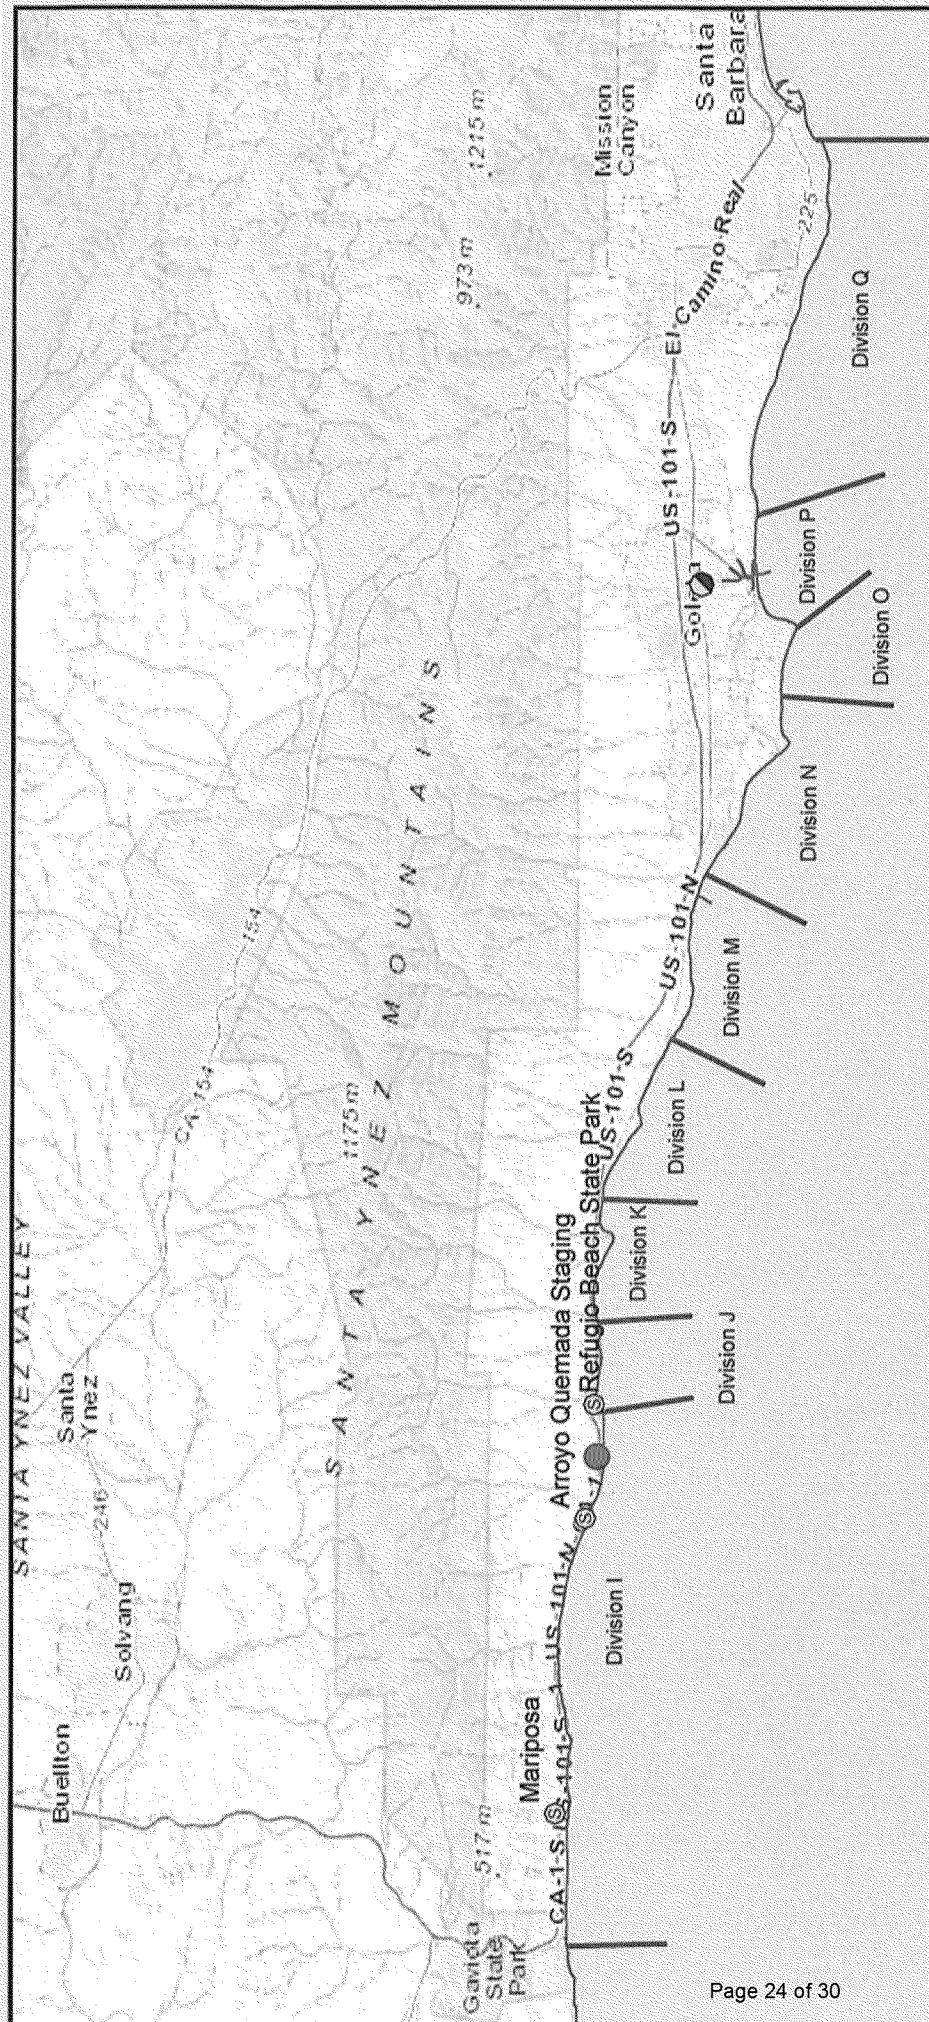 SANTA YNEZ VALLEY
Buellton
Solvang
246
Santa
Ynez
CA-154
154
SANTA YNEZ MOUNTAINS
1175 m
973 m
1215 m
517 m
Mission
Canyon
Santa
Barbara
Gaviota
State
Park
CA-1-S
Mariposa
S
US-101-N
S
Arroyo Quemada Staging
S
Refugio Beach State Park
US-101-S
US-101-N
US-101-S
El Camino Real
225
Division I
Division J
Division K
Division L
Division M
Division N
Division O
Division P
Division Q
Page 24 of 30